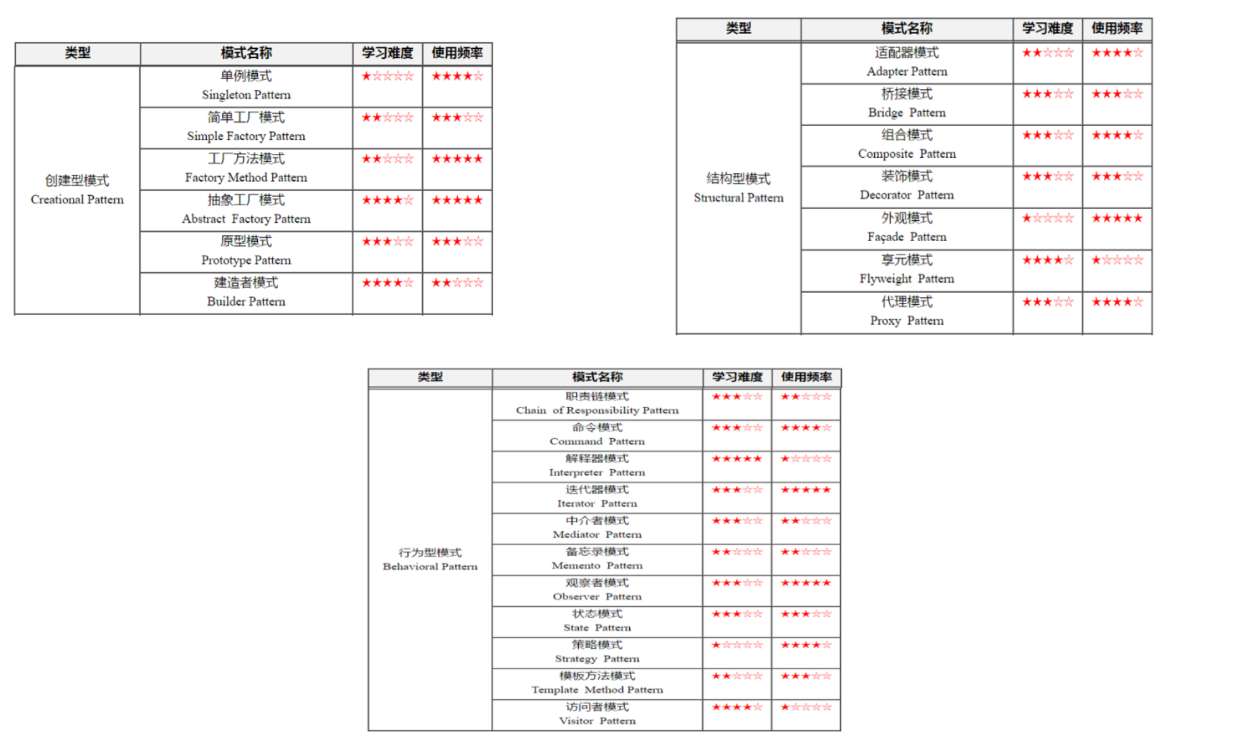 类型 模式名称 学习难度 使用频率
创建型模式
Creational Pattern
单例模式 ★☆☆☆☆ ★★★★☆
Singleton Pattern
简单工厂模式 ★★☆☆☆ ★★★☆☆
Simple Factory Pattern
工厂方法模式 ★★☆☆☆ ★★★★★
Factory Method Pattern
抽象工厂模式 ★★★★☆ ★★★★★
Abstract Factory Pattern
原型模式 ★★★☆☆ ★★★☆☆
Prototype Pattern
建造者模式 ★★★★☆ ★★☆☆☆
Builder Pattern
类型 模式名称 学习难度 使用频率
结构型模式
Structural Pattern
适配器模式 ★★☆☆☆ ★★★★☆
Adapter Pattern
桥接模式 ★★★☆☆ ★★★☆☆
Bridge Pattern
组合模式 ★★★☆☆ ★★★★☆
Composite Pattern
装饰模式 ★★★☆☆ ★★★☆☆
Decorator Pattern
外观模式 ★☆☆☆☆ ★★★★★
Façade Pattern
享元模式 ★★★★☆ ★☆☆☆☆
Flyweight Pattern
代理模式 ★★★☆☆ ★★★★☆
Proxy Pattern
类型 模式名称 学习难度 使用频率
行为型模式
Behavioral Pattern
职责链模式 ★★★☆☆ ★★☆☆☆
Chain of Responsibility Pattern
命令模式 ★★★☆☆ ★★★★☆
Command Pattern
解释器模式 ★★★★★ ★☆☆☆☆
Interpreter Pattern
迭代器模式 ★★★☆☆ ★★★★★
Iterator Pattern
中介者模式 ★★★☆☆ ★★☆☆☆
Mediator Pattern
备忘录模式 ★★☆☆☆ ★★☆☆☆
Memento Pattern
观察者模式 ★★★☆☆ ★★★★★
Observer Pattern
状态模式 ★★★☆☆ ★★★☆☆
State Pattern
策略模式 ★☆☆☆☆ ★★★★☆
Strategy Pattern
模板方法模式 ★★☆☆☆ ★★★☆☆
Template Method Pattern
访问者模式 ★★★★☆ ★☆☆☆☆
Visitor Pattern